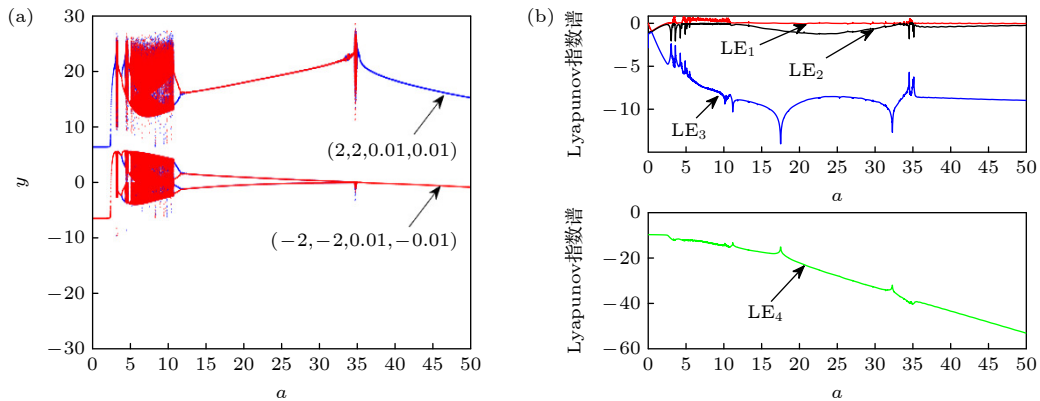 (a)
30
20
10
0
−10
−20
−30
y
(2,2,0.01,0.01)
(−2,−2,0.01,−0.01)
0 5 10 15 20 25 30 35 40 45 50
a
(b)
0
−5
−10
Lyapunov指数谱
LE₁
LE₂
LE₃
0 5 10 15 20 25 30 35 40 45 50
a
0
−20
−40
−60
Lyapunov指数谱
LE₄
0 5 10 15 20 25 30 35 40 45 50
a